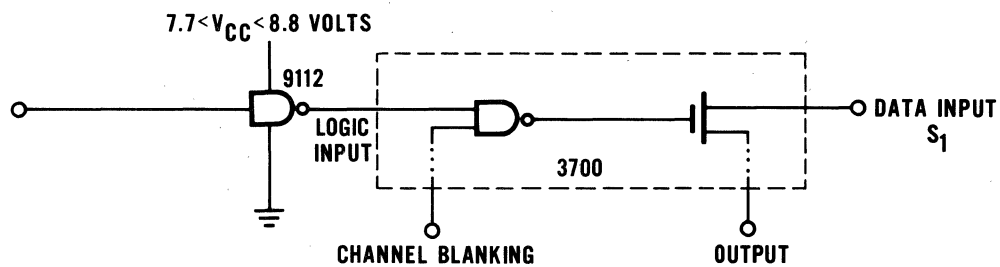 7.7<VCC<8.8 VOLTS
9112
LOGIC
INPUT
3700
DATA INPUT
S1
CHANNEL BLANKING
OUTPUT